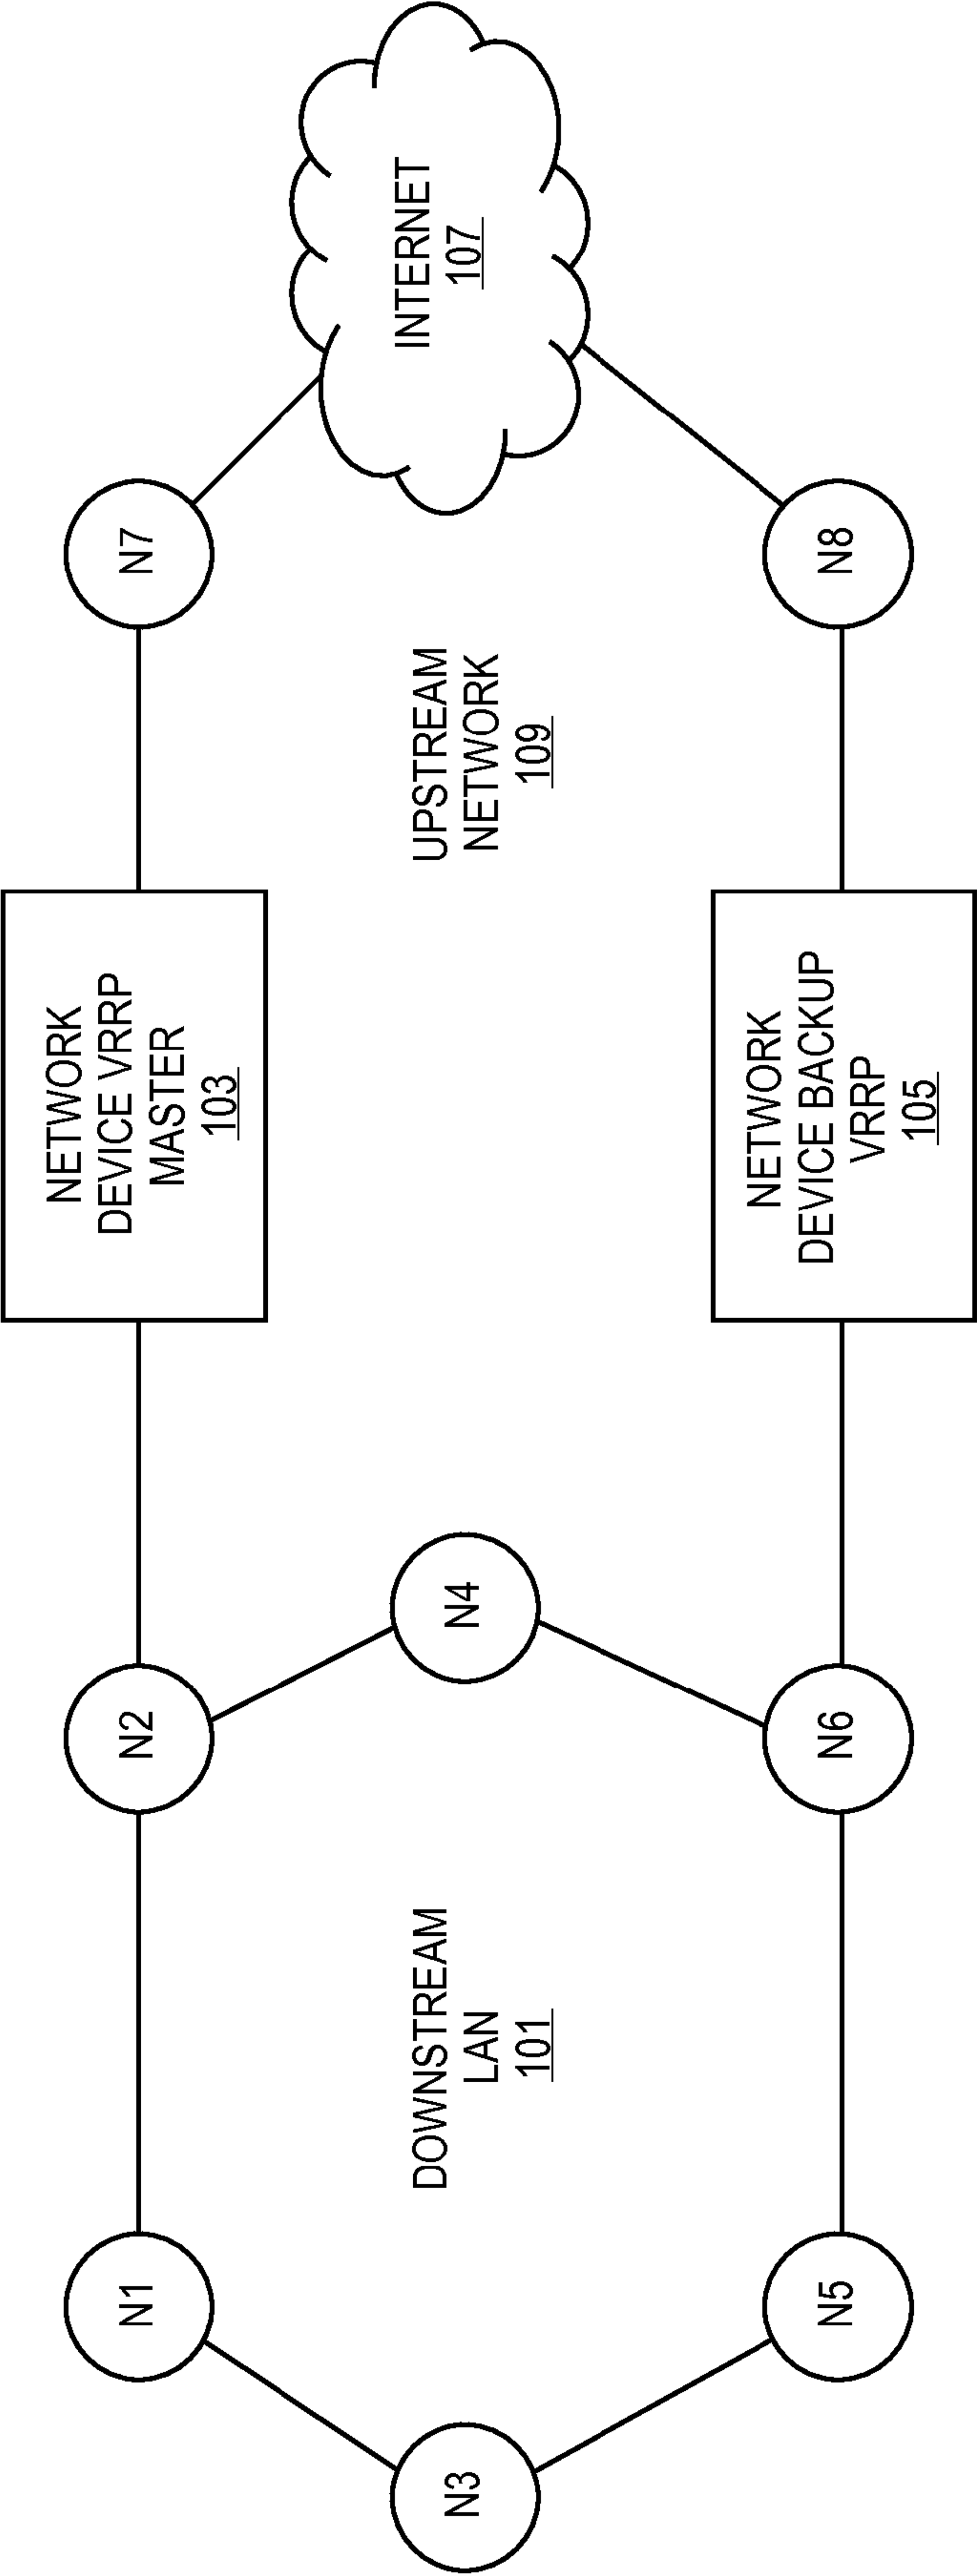 N1
N2
NETWORK
DEVICE VRRP
MASTER
103
N7
N3
DOWNSTREAM
LAN
101
N4
UPSTREAM
NETWORK
109
INTERNET
107
N5
N6
NETWORK
DEVICE BACKUP
VRRP
105
N8